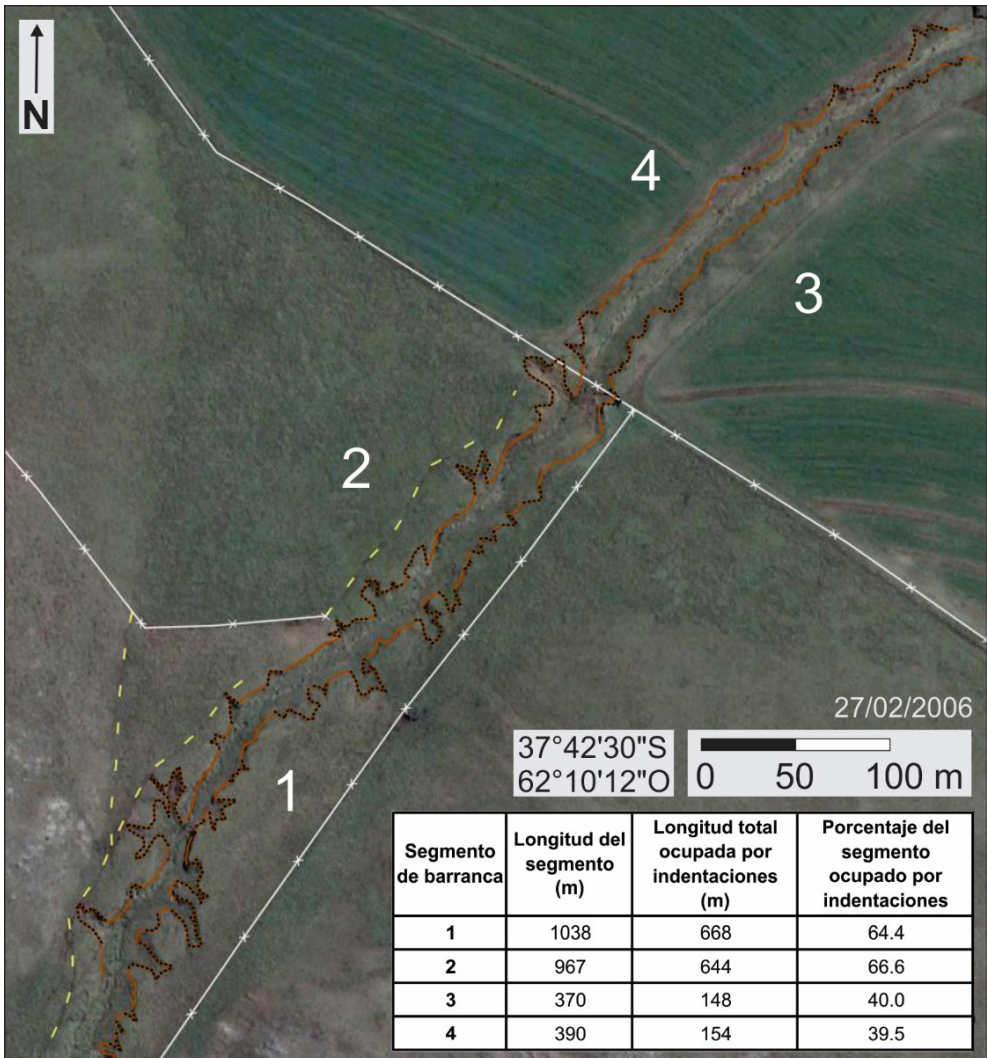 N
4
3
2
1
27/02/2006
37°42'30"S
62°10'12"O
0 50 100 m
Segmento de barranca
Longitud del segmento (m)
Longitud total ocupada por indentaciones (m)
Porcentaje del segmento ocupado por indentaciones
1 1038 668 64.4
2 967 644 66.6
3 370 148 40.0
4 390 154 39.5